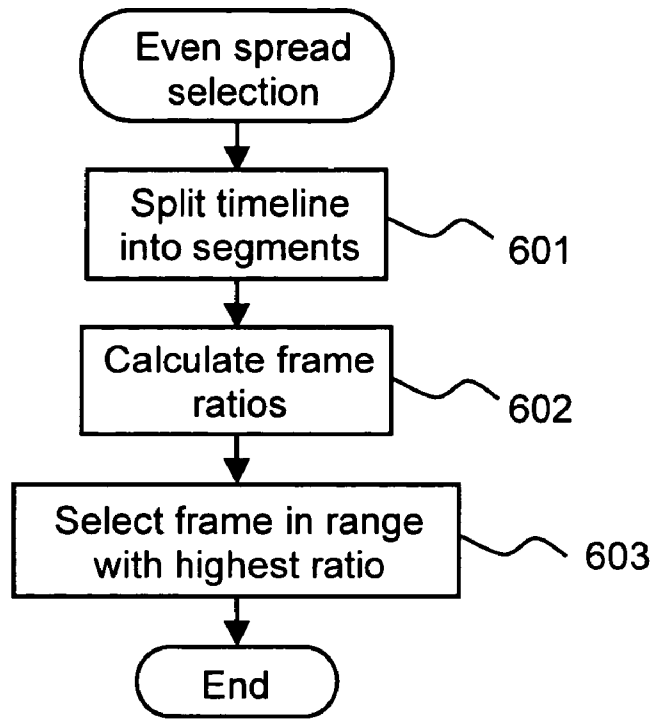 Even spread
selection
Split timeline
into segments
601
Calculate frame
ratios
602
Select frame in range
with highest ratio
603
End